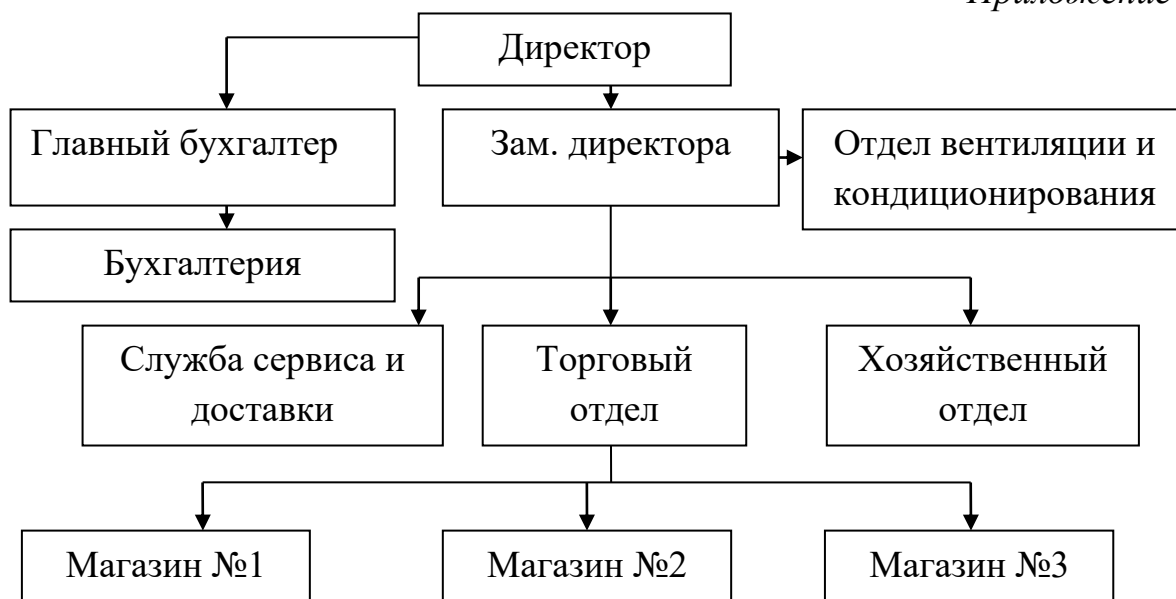 Приложение
Директор
Главный бухгалтер
Зам. директора
Отдел вентиляции и
кондиционирования
Бухгалтерия
Служба сервиса и
доставки
Торговый
отдел
Хозяйственный
отдел
Магазин №1
Магазин №2
Магазин №3